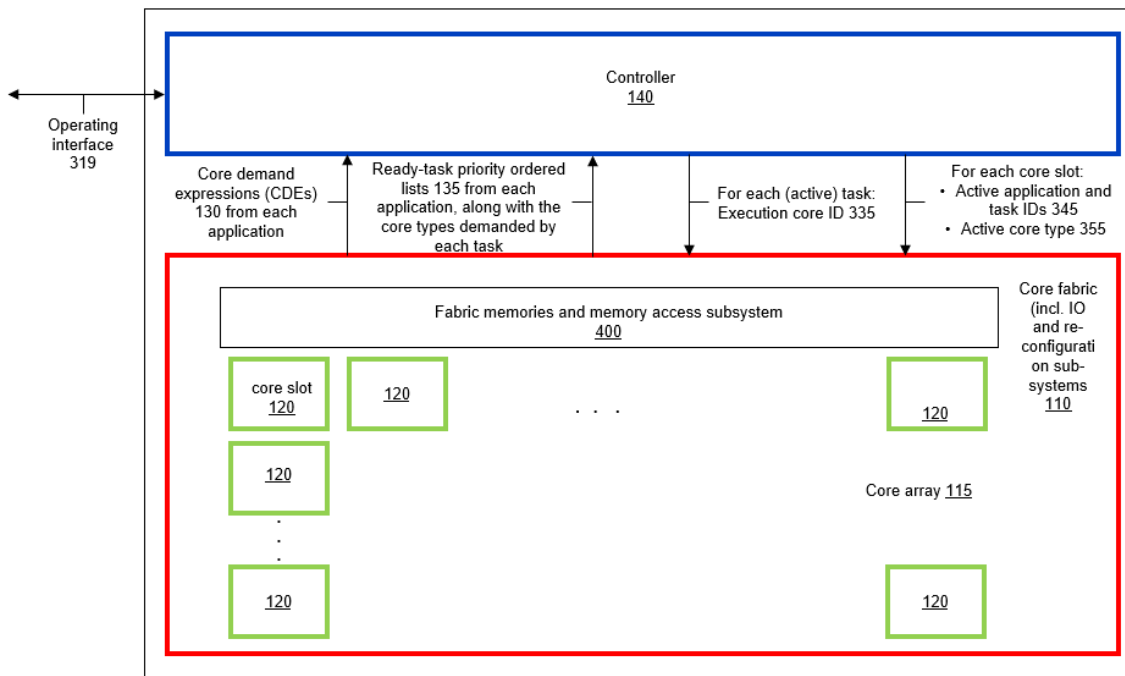 Controller
140
Operating
interface
319
Core demand
expressions (CDEs)
130 from each
application
Ready-task priority ordered
lists 135 from each
application, along with the
core types demanded by
each task
For each (active) task:
Execution core ID 335
For each core slot:
• Active application and
task IDs 345
• Active core type 355
Fabric memories and memory access subsystem
400
Core fabric
(incl. IO
and re-
configurati
on sub-
systems
110
core slot
120
120
. . .
120
120
Core array 115
.
.
.
120
120